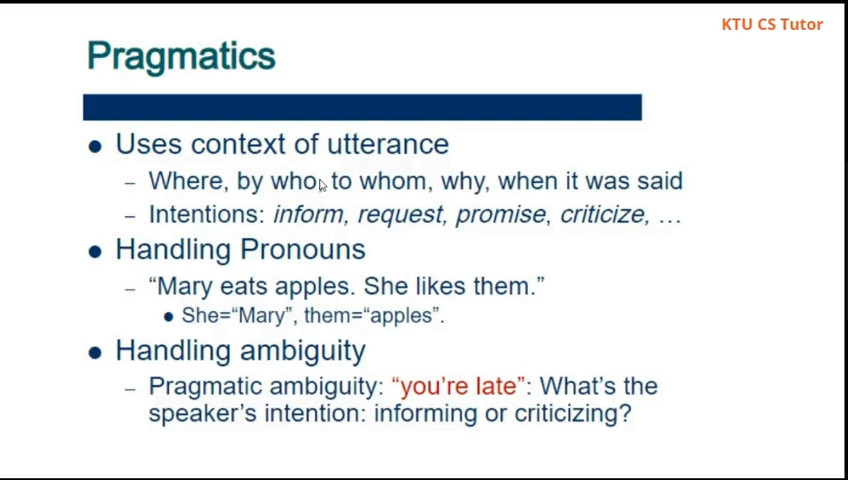 KTU CS Tutor
Pragmatics
● Uses context of utterance
– Where, by who, to whom, why, when it was said
– Intentions: inform, request, promise, criticize, …
● Handling Pronouns
– “Mary eats apples. She likes them.”
● She=“Mary”, them=“apples”.
● Handling ambiguity
– Pragmatic ambiguity: “you’re late”: What’s the
speaker’s intention: informing or criticizing?